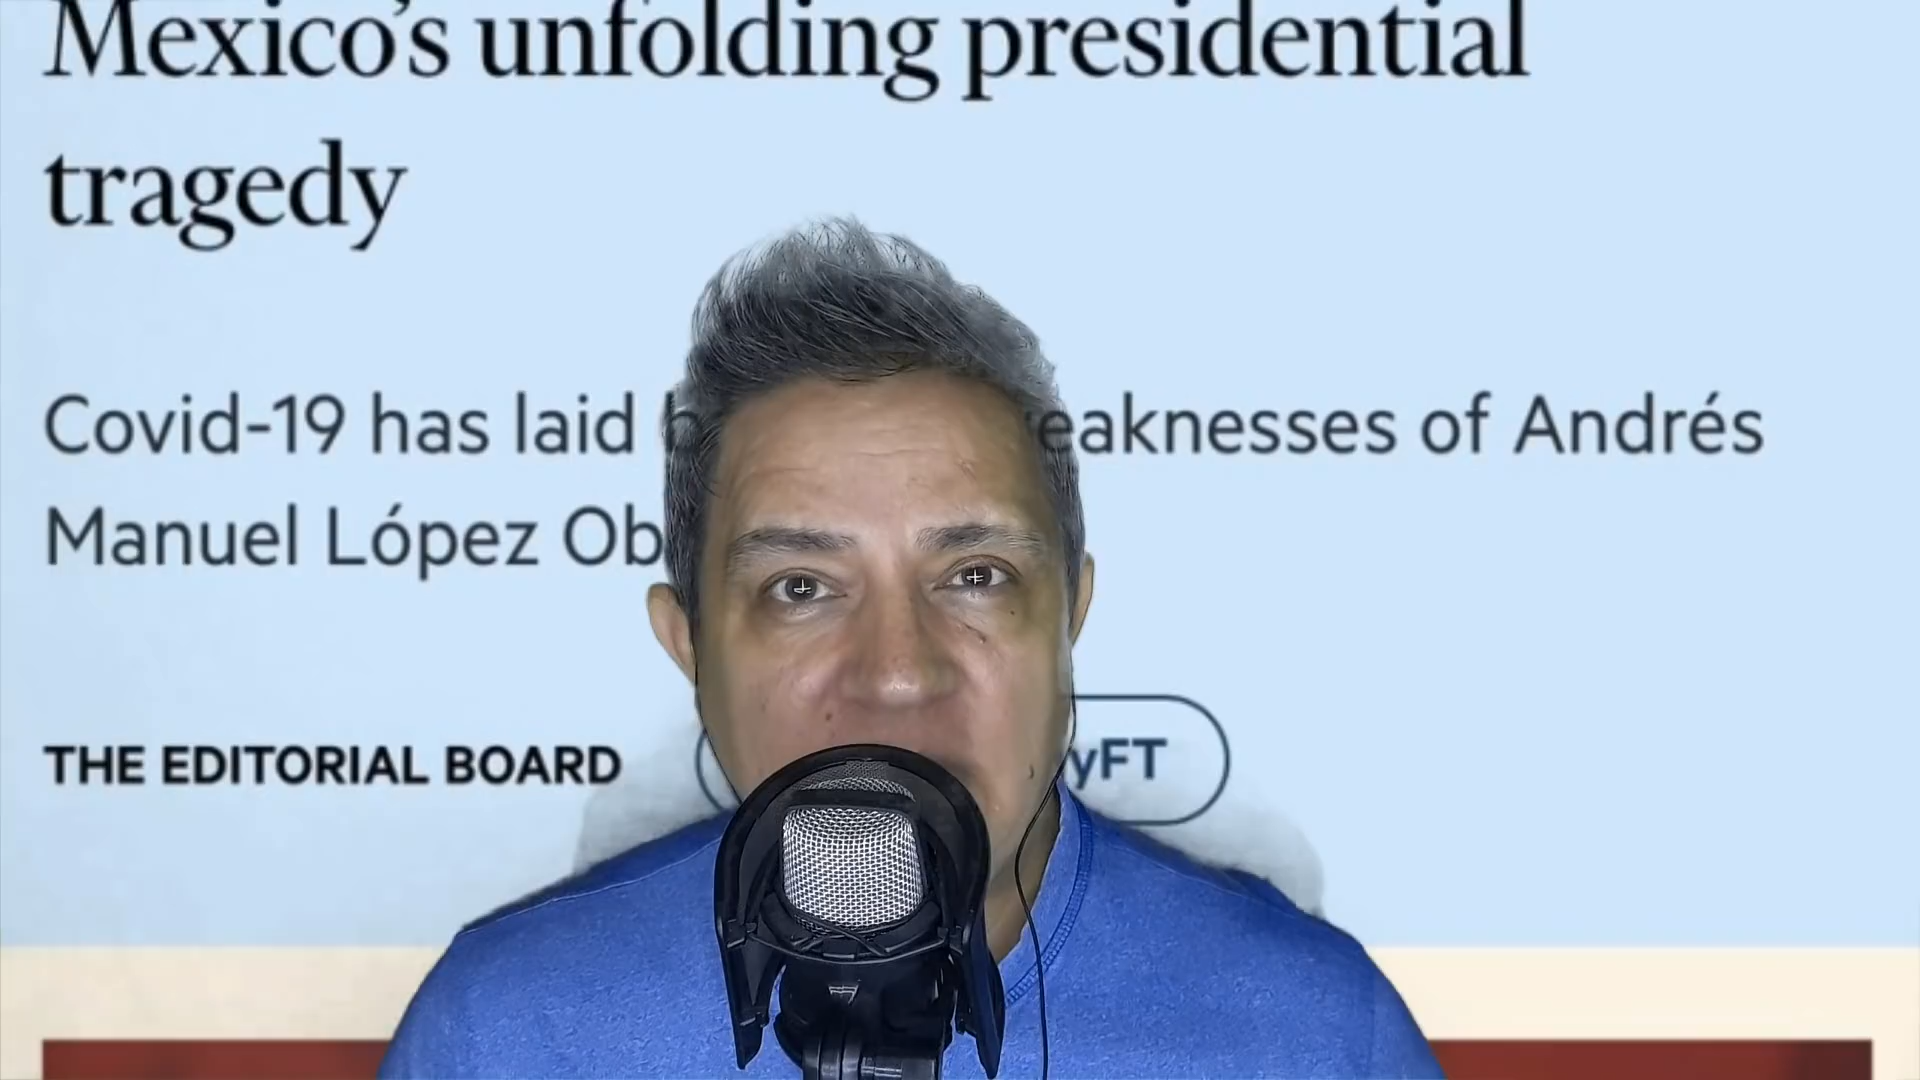 Mexico's unfolding presidential
tragedy
Covid-19 has laid eaknesses of Andrés
Manuel López Ob
THE EDITORIAL BOARD
yFT